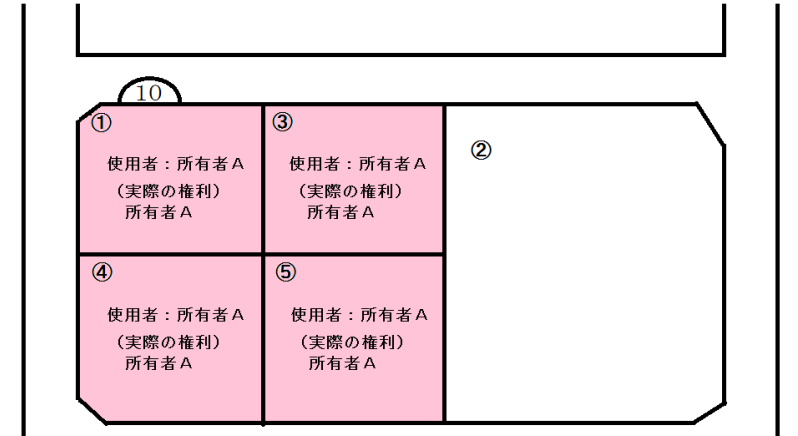 10
①
使用者：所有者A
（実際の権利）
所有者A
③
使用者：所有者A
（実際の権利）
所有者A
②
④
使用者：所有者A
（実際の権利）
所有者A
⑤
使用者：所有者A
（実際の権利）
所有者A